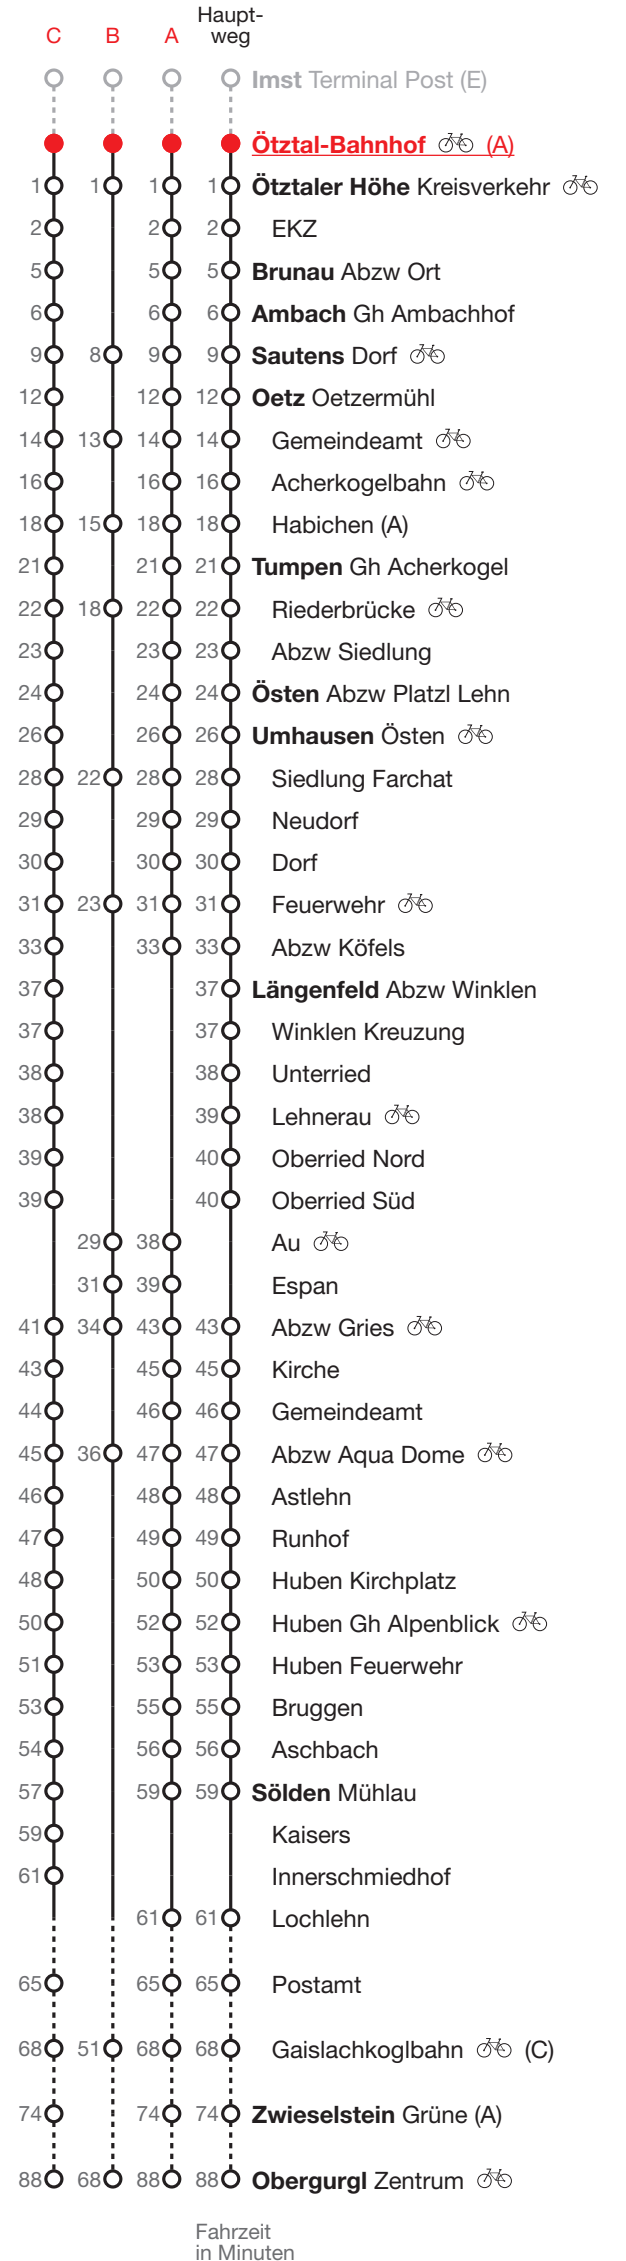 C B A Haupt-
weg
Imst Terminal Post (E)
Ötztal-Bahnhof (A)
1 1 1 1 Ötztaler Höhe Kreisverkehr
2 2 2 EKZ
5 5 5 Brunau Abzw Ort
6 6 6 Ambach Gh Ambachhof
9 8 9 9 Sautens Dorf
12 12 12 Oetz Oetzermühl
14 13 14 14 Gemeindeamt
16 16 16 Acherkogelbahn
18 15 18 18 Habichen (A)
21 21 21 Tumpen Gh Acherkogel
22 18 22 22 Riederbrücke
23 23 23 Abzw Siedlung
24 24 24 Östen Abzw Platzl Lehn
26 26 26 Umhausen Östen
28 22 28 28 Siedlung Farchat
29 29 29 Neudorf
30 30 30 Dorf
31 23 31 31 Feuerwehr
33 33 33 Abzw Köfels
37 37 Längenfeld Abzw Winklen
37 37 Winklen Kreuzung
38 38 Unterried
38 39 Lehnerau
39 40 Oberried Nord
39 40 Oberried Süd
29 38 Au
31 39 Espan
41 34 43 43 Abzw Gries
43 45 45 Kirche
44 46 46 Gemeindeamt
45 36 47 47 Abzw Aqua Dome
46 48 48 Astlehn
47 49 49 Runhof
48 50 50 Huben Kirchplatz
50 52 52 Huben Gh Alpenblick
51 53 53 Huben Feuerwehr
53 55 55 Bruggen
54 56 56 Aschbach
57 59 59 Sölden Mühlau
59 Kaisers
61 Innerschmiedhof
61 61 Lochlehn
65 65 65 Postamt
68 51 68 68 Gaislachkoglbahn (C)
74 74 74 Zwieselstein Grüne (A)
88 68 88 88 Obergurgl Zentrum
Fahrzeit
in Minuten